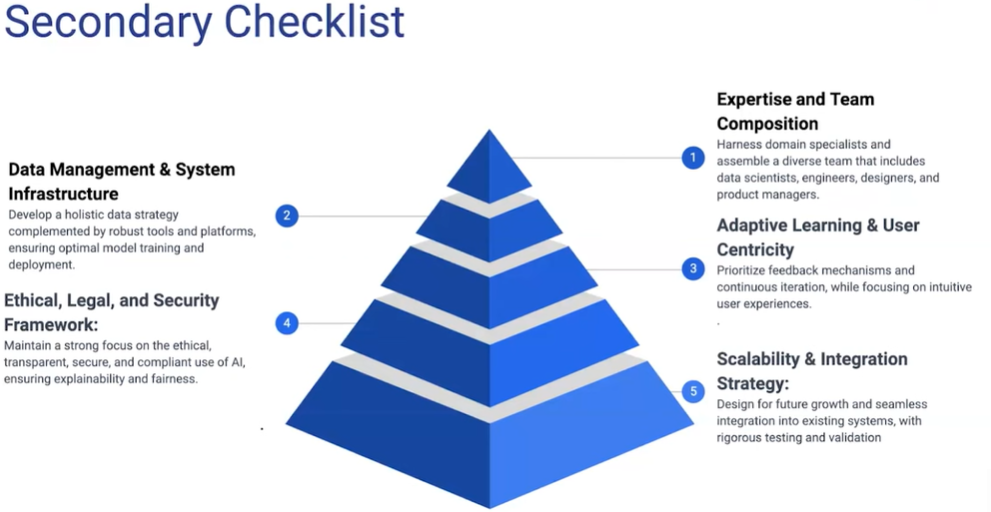 Secondary Checklist
Expertise and Team
Composition
Harness domain specialists and
assemble a diverse team that includes
data scientists, engineers, designers, and
product managers.
1
Data Management & System
Infrastructure
Develop a holistic data strategy
complemented by robust tools and platforms,
ensuring optimal model training and
deployment.
2
Adaptive Learning & User
Centricity
Prioritize feedback mechanisms and
continuous iteration, while focusing on intuitive
user experiences.
.
3
Ethical, Legal, and Security
Framework:
Maintain a strong focus on the ethical,
transparent, secure, and compliant use of AI,
ensuring explainability and fairness.
.
4
Scalability & Integration
Strategy:
Design for future growth and seamless
integration into existing systems, with
rigorous testing and validation
5